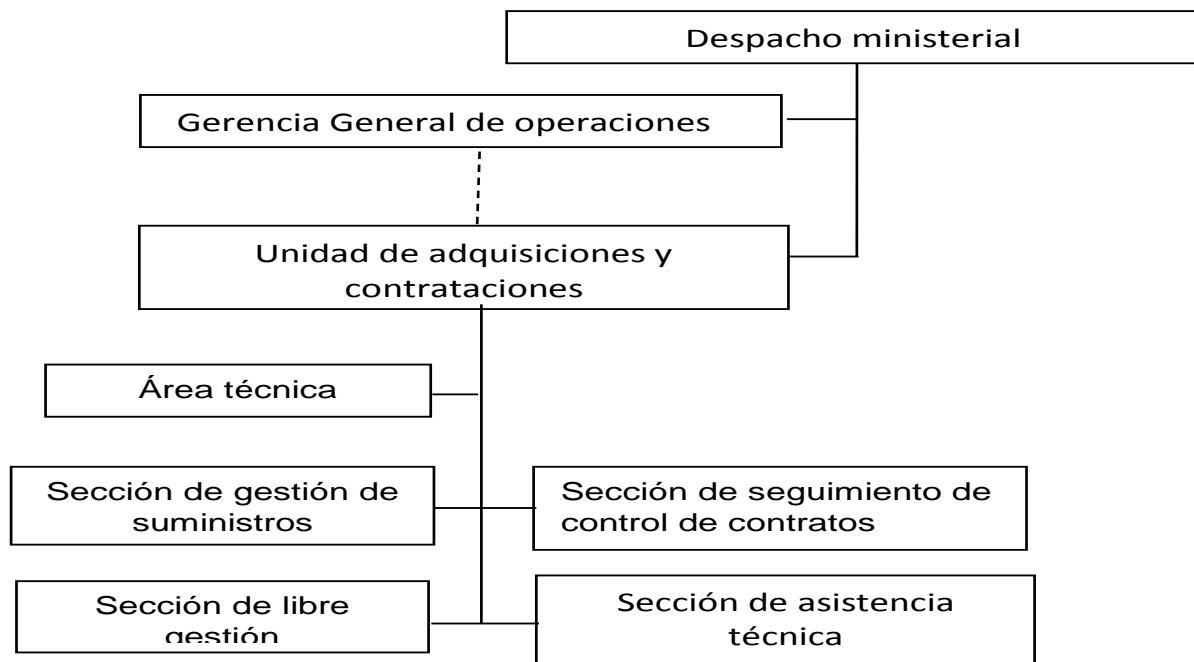 Despacho ministerial
Gerencia General de operaciones
Unidad de adquisiciones y
contrataciones
Área técnica
Sección de gestión de
suministros
Sección de seguimiento de
control de contratos
Sección de libre
gestión
Sección de asistencia
técnica